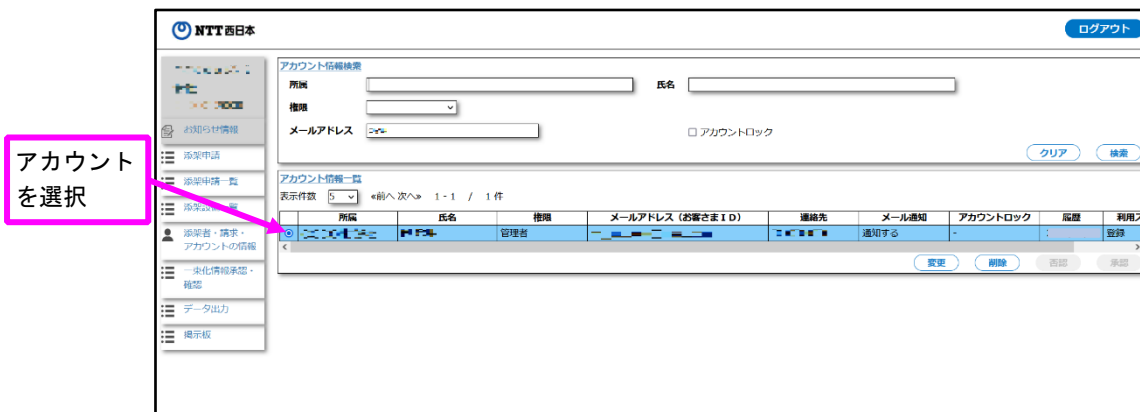 NTT西日本
ログアウト
お知らせ情報
添架申請
添架申請一覧
添架者・請求・
アカウントの情報
一束化情報承認・
確認
データ出力
掲示板
アカウント
を選択
アカウント情報検索
所属
氏名
権限
メールアドレス
アカウントロック
クリア
検索
アカウント情報一覧
表示件数 5 «前へ 次へ» 1 - 1 / 1 件
所属 氏名 権限 メールアドレス（お客さまＩＤ） 連絡先 メール通知 アカウントロック 履歴 利用ス
管理者 通知する - 登録
変更 削除 否認 承認